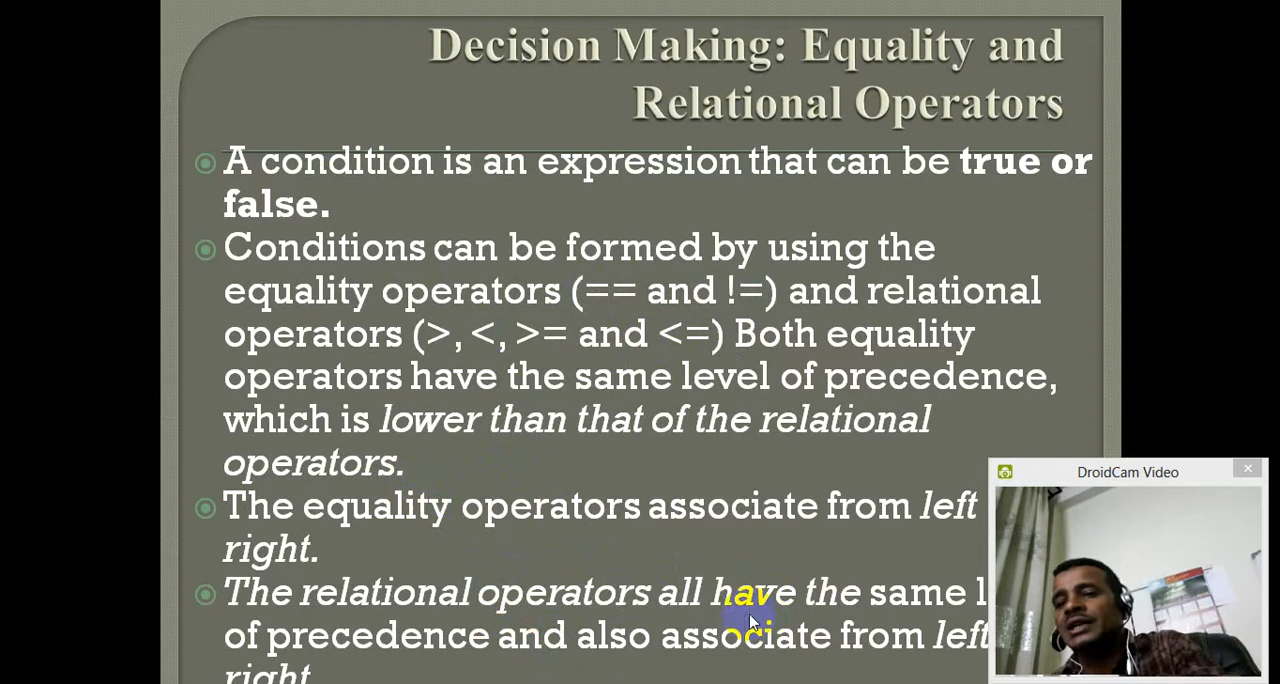 Decision Making: Equality and
Relational Operators
A condition is an expression that can be true or
false.
Conditions can be formed by using the
equality operators (== and !=) and relational
operators (>, <, >= and <=) Both equality
operators have the same level of precedence,
which is lower than that of the relational
operators.
The equality operators associate from left
right.
The relational operators all have the same l
of precedence and also associate from left
right
DroidCam Video